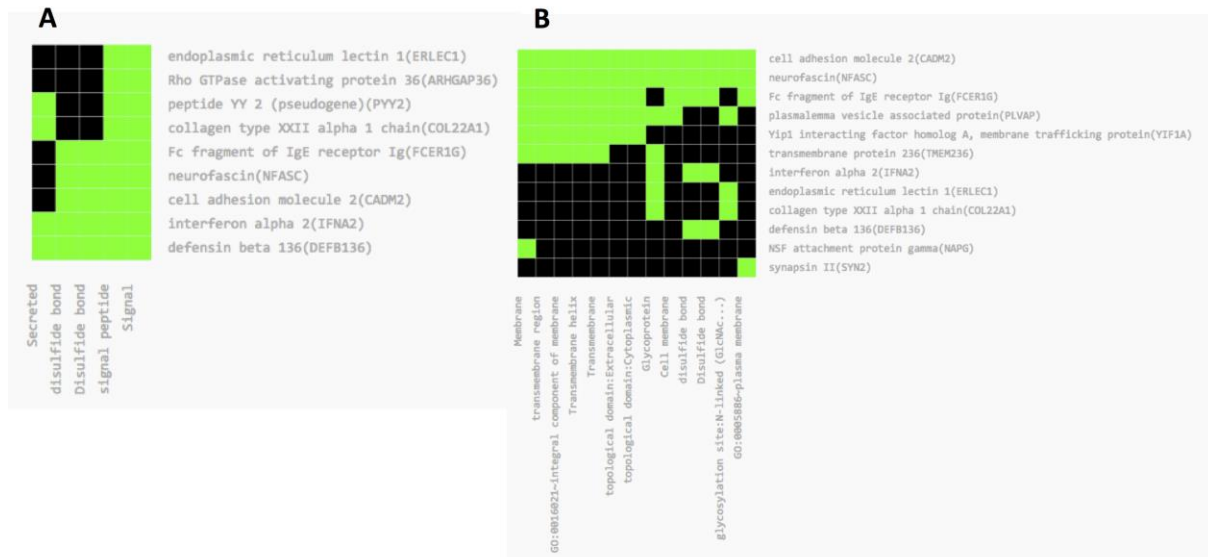 A
endoplasmic reticulum lectin 1(ERLEC1)
Rho GTPase activating protein 36(ARHGAP36)
peptide YY 2 (pseudogene)(PYY2)
collagen type XXII alpha 1 chain(COL22A1)
Fc fragment of IgE receptor Ig(FCER1G)
neurofascin(NFASC)
cell adhesion molecule 2(CADM2)
interferon alpha 2(IFNA2)
defensin beta 136(DEFB136)
Secreted
disulfide bond
Disulfide bond
signal peptide
Signal
B
cell adhesion molecule 2(CADM2)
neurofascin(NFASC)
Fc fragment of IgE receptor Ig(FCER1G)
plasmalemma vesicle associated protein(PLVAP)
Yip1 interacting factor homolog A, membrane trafficking protein(YIF1A)
transmembrane protein 236(TMEM236)
interferon alpha 2(IFNA2)
endoplasmic reticulum lectin 1(ERLEC1)
collagen type XXII alpha 1 chain(COL22A1)
defensin beta 136(DEFB136)
NSF attachment protein gamma(NAPG)
synapsin II(SYN2)
Membrane
transmembrane region
GO:0016021~integral component of membrane
Transmembrane helix
Transmembrane
topological domain:Extracellular
topological domain:Cytoplasmic
Glycoprotein
Cell membrane
disulfide bond
Disulfide bond
glycosylation site:N-linked (GlcNAc...)
GO:0005886~plasma membrane